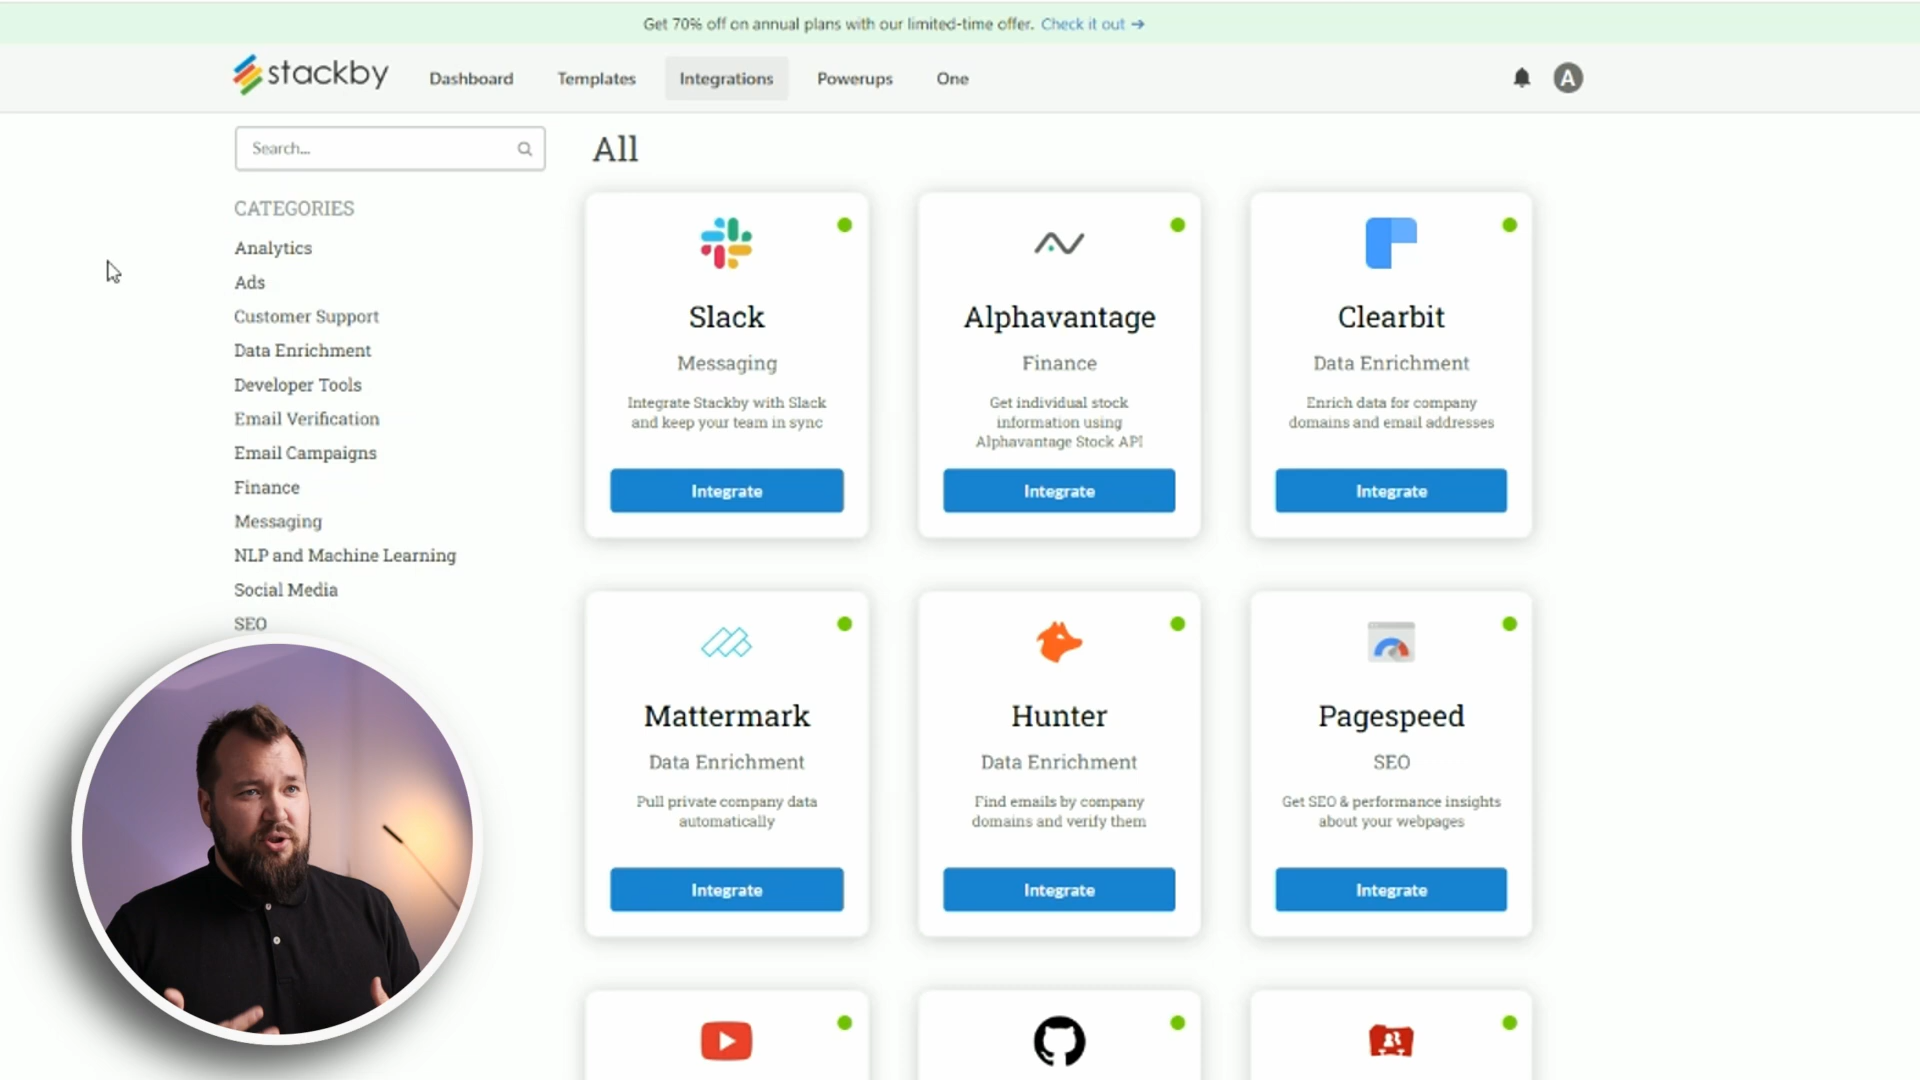 Get 70% off on annual plans with our limited-time offer. Check it out →
stackby
Dashboard
Templates
Integrations
Powerups
One
A
Search...
All
CATEGORIES
Analytics
Ads
Customer Support
Data Enrichment
Developer Tools
Email Verification
Email Campaigns
Finance
Messaging
NLP and Machine Learning
Social Media
SEO
Slack
Messaging
Integrate Stackby with Slack
and keep your team in sync
Integrate
Alphavantage
Finance
Get individual stock
information using
Alphavantage Stock API
Integrate
Clearbit
Data Enrichment
Enrich data for company
domains and email addresses
Integrate
Mattermark
Data Enrichment
Pull private company data
automatically
Integrate
Hunter
Data Enrichment
Find emails by company
domains and verify them
Integrate
Pagespeed
SEO
Get SEO & performance insights
about your webpages
Integrate